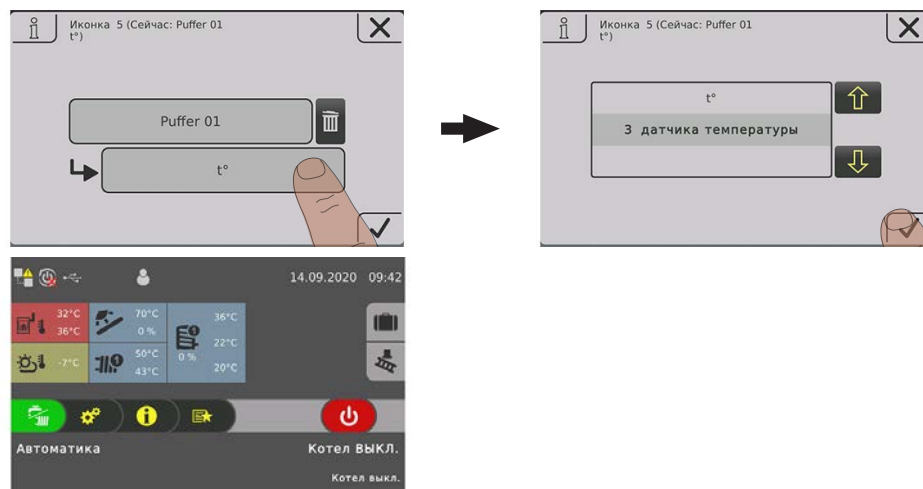 Иконка 5 (Сейчас: Puffer 01
t°)
Puffer 01
t°
Иконка 5 (Сейчас: Puffer 01
t°)
t°
3 датчика температуры
14.09.2020 09:42
32°C
36°C
70°C
0 %
36°C
22°C
20°C
0 %
-7°C
50°C
43°C
Автоматика
Котел ВЫКЛ.
Котел выкл.